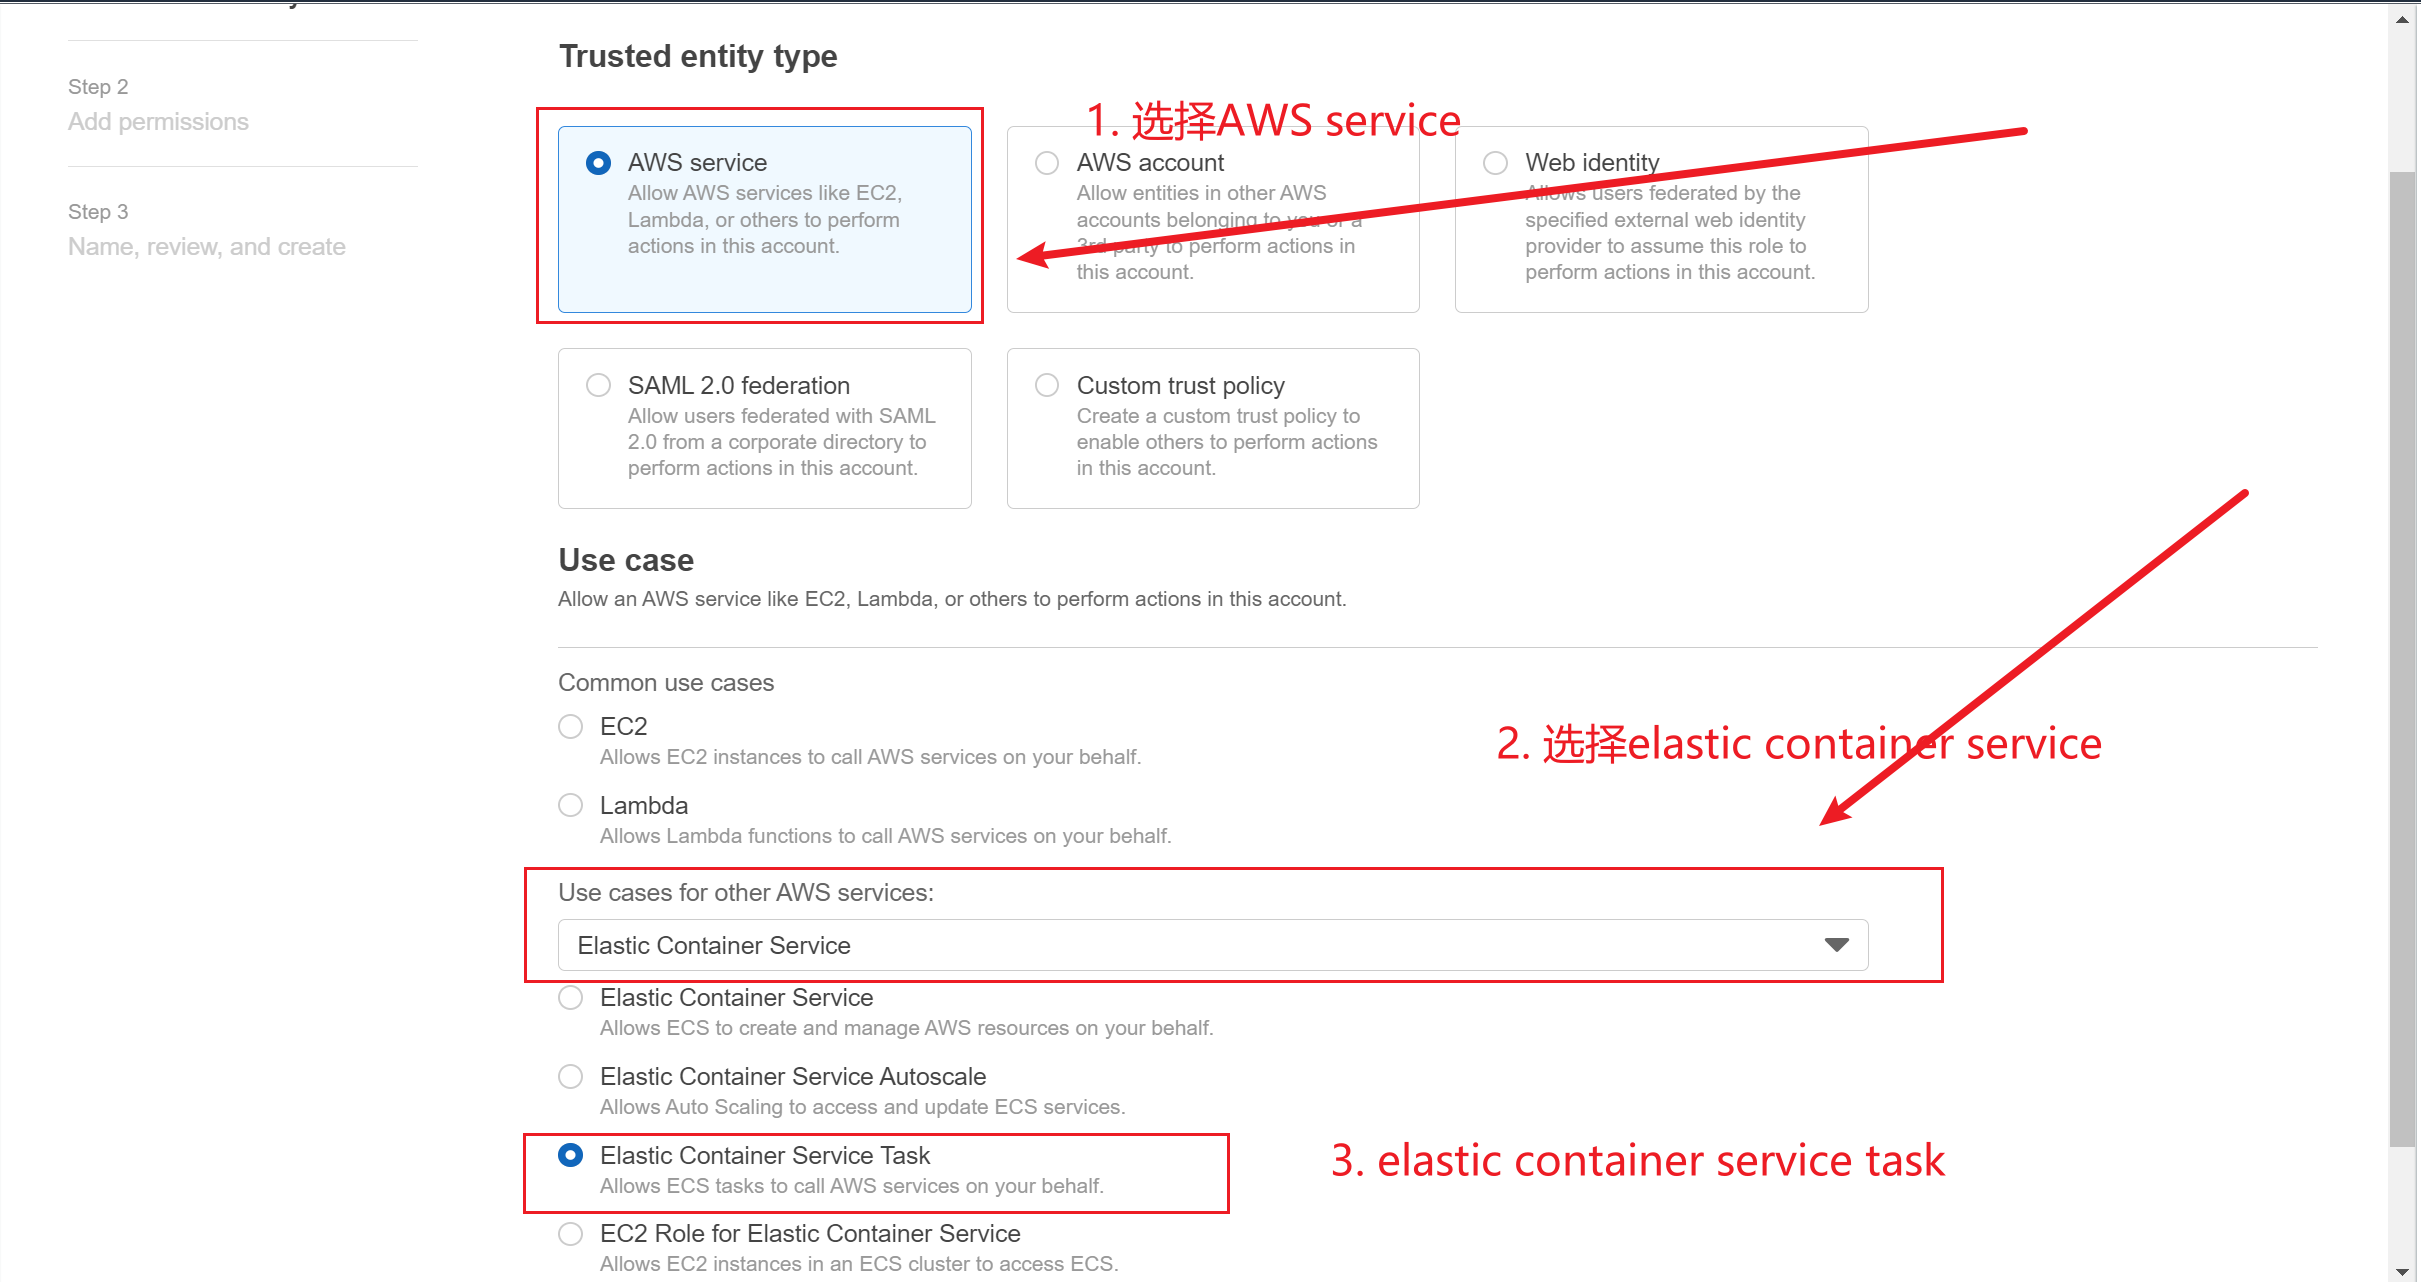 Step 2
Add permissions
Step 3
Name, review, and create
Trusted entity type
1. 选择AWS service
AWS service
Allow AWS services like EC2,
Lambda, or others to perform
actions in this account.
AWS account
Allow entities in other AWS
accounts belonging to you or a
3rd party to perform actions in
this account.
Web identity
Allows users federated by the
specified external web identity
provider to assume this role to
perform actions in this account.
SAML 2.0 federation
Allow users federated with SAML
2.0 from a corporate directory to
perform actions in this account.
Custom trust policy
Create a custom trust policy to
enable others to perform actions
in this account.
Use case
Allow an AWS service like EC2, Lambda, or others to perform actions in this account.
Common use cases
EC2
Allows EC2 instances to call AWS services on your behalf.
2. 选择elastic container service
Lambda
Allows Lambda functions to call AWS services on your behalf.
Use cases for other AWS services:
Elastic Container Service
Elastic Container Service
Allows ECS to create and manage AWS resources on your behalf.
Elastic Container Service Autoscale
Allows Auto Scaling to access and update ECS services.
Elastic Container Service Task
Allows ECS tasks to call AWS services on your behalf.
3. elastic container service task
EC2 Role for Elastic Container Service
Allows EC2 instances in an ECS cluster to access ECS.